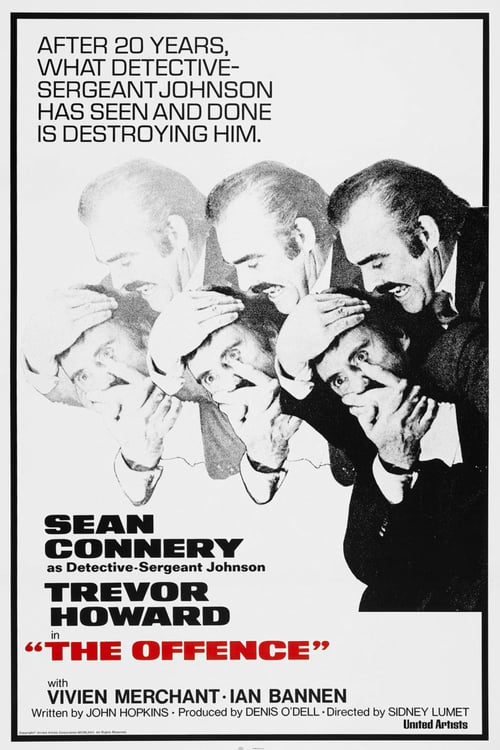 AFTER 20 YEARS,
WHAT DETECTIVE-
SERGEANT JOHNSON
HAS SEEN AND DONE
IS DESTROYING HIM.
SEAN
CONNERY
as Detective-Sergeant Johnson
TREVOR
HOWARD
in
“THE OFFENCE”
with
VIVIEN MERCHANT · IAN BANNEN
Written by JOHN HOPKINS · Produced by DENIS O'DELL · Directed by SIDNEY LUMET
United Artists